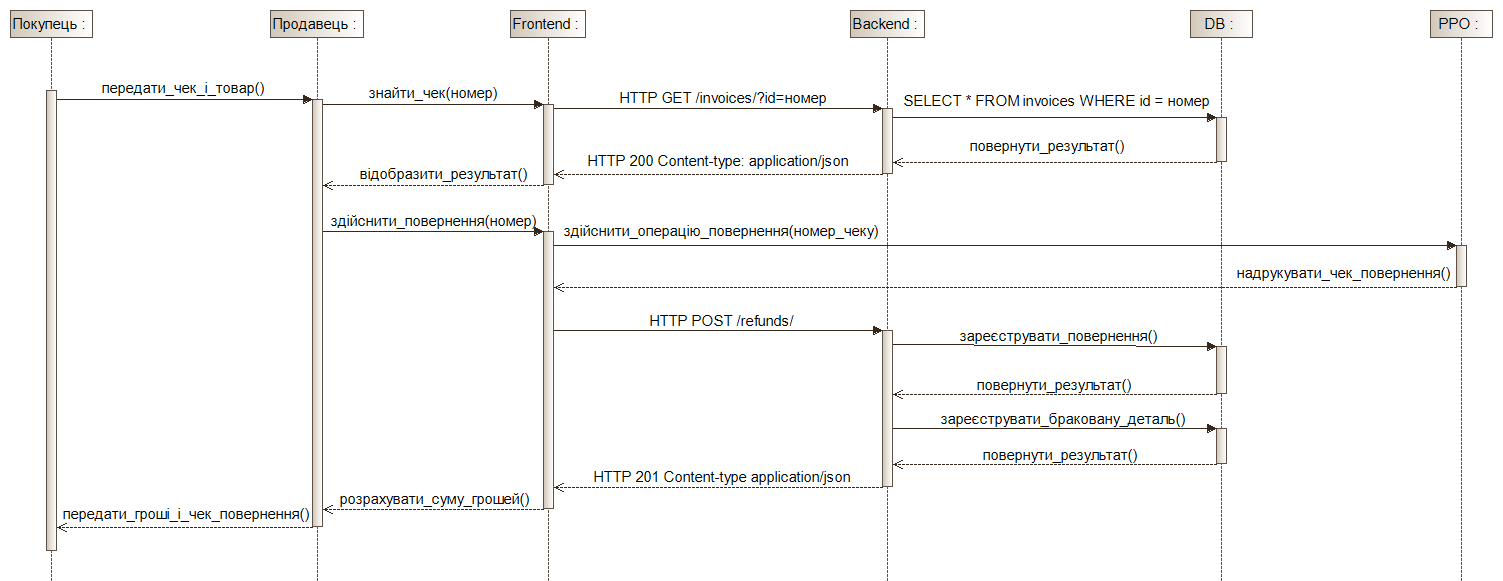 Покупець :
Продавець :
Frontend :
Backend :
DB :
РРО :
передати_чек_і_товар()
знайти_чек(номер)
HTTP GET /invoices/?id=номер
SELECT * FROM invoices WHERE id = номер
повернути_результат()
HTTP 200 Content-type: application/json
відобразити_результат()
здійснити_повернення(номер)
здійснити_операцію_повернення(номер_чеку)
надрукувати_чек_повернення()
HTTP POST /refunds/
зареєструвати_повернення()
повернути_результат()
зареєструвати_браковану_деталь()
повернути_результат()
HTTP 201 Content-type application/json
розрахувати_суму_грошей()
передати_гроші_і_чек_повернення()